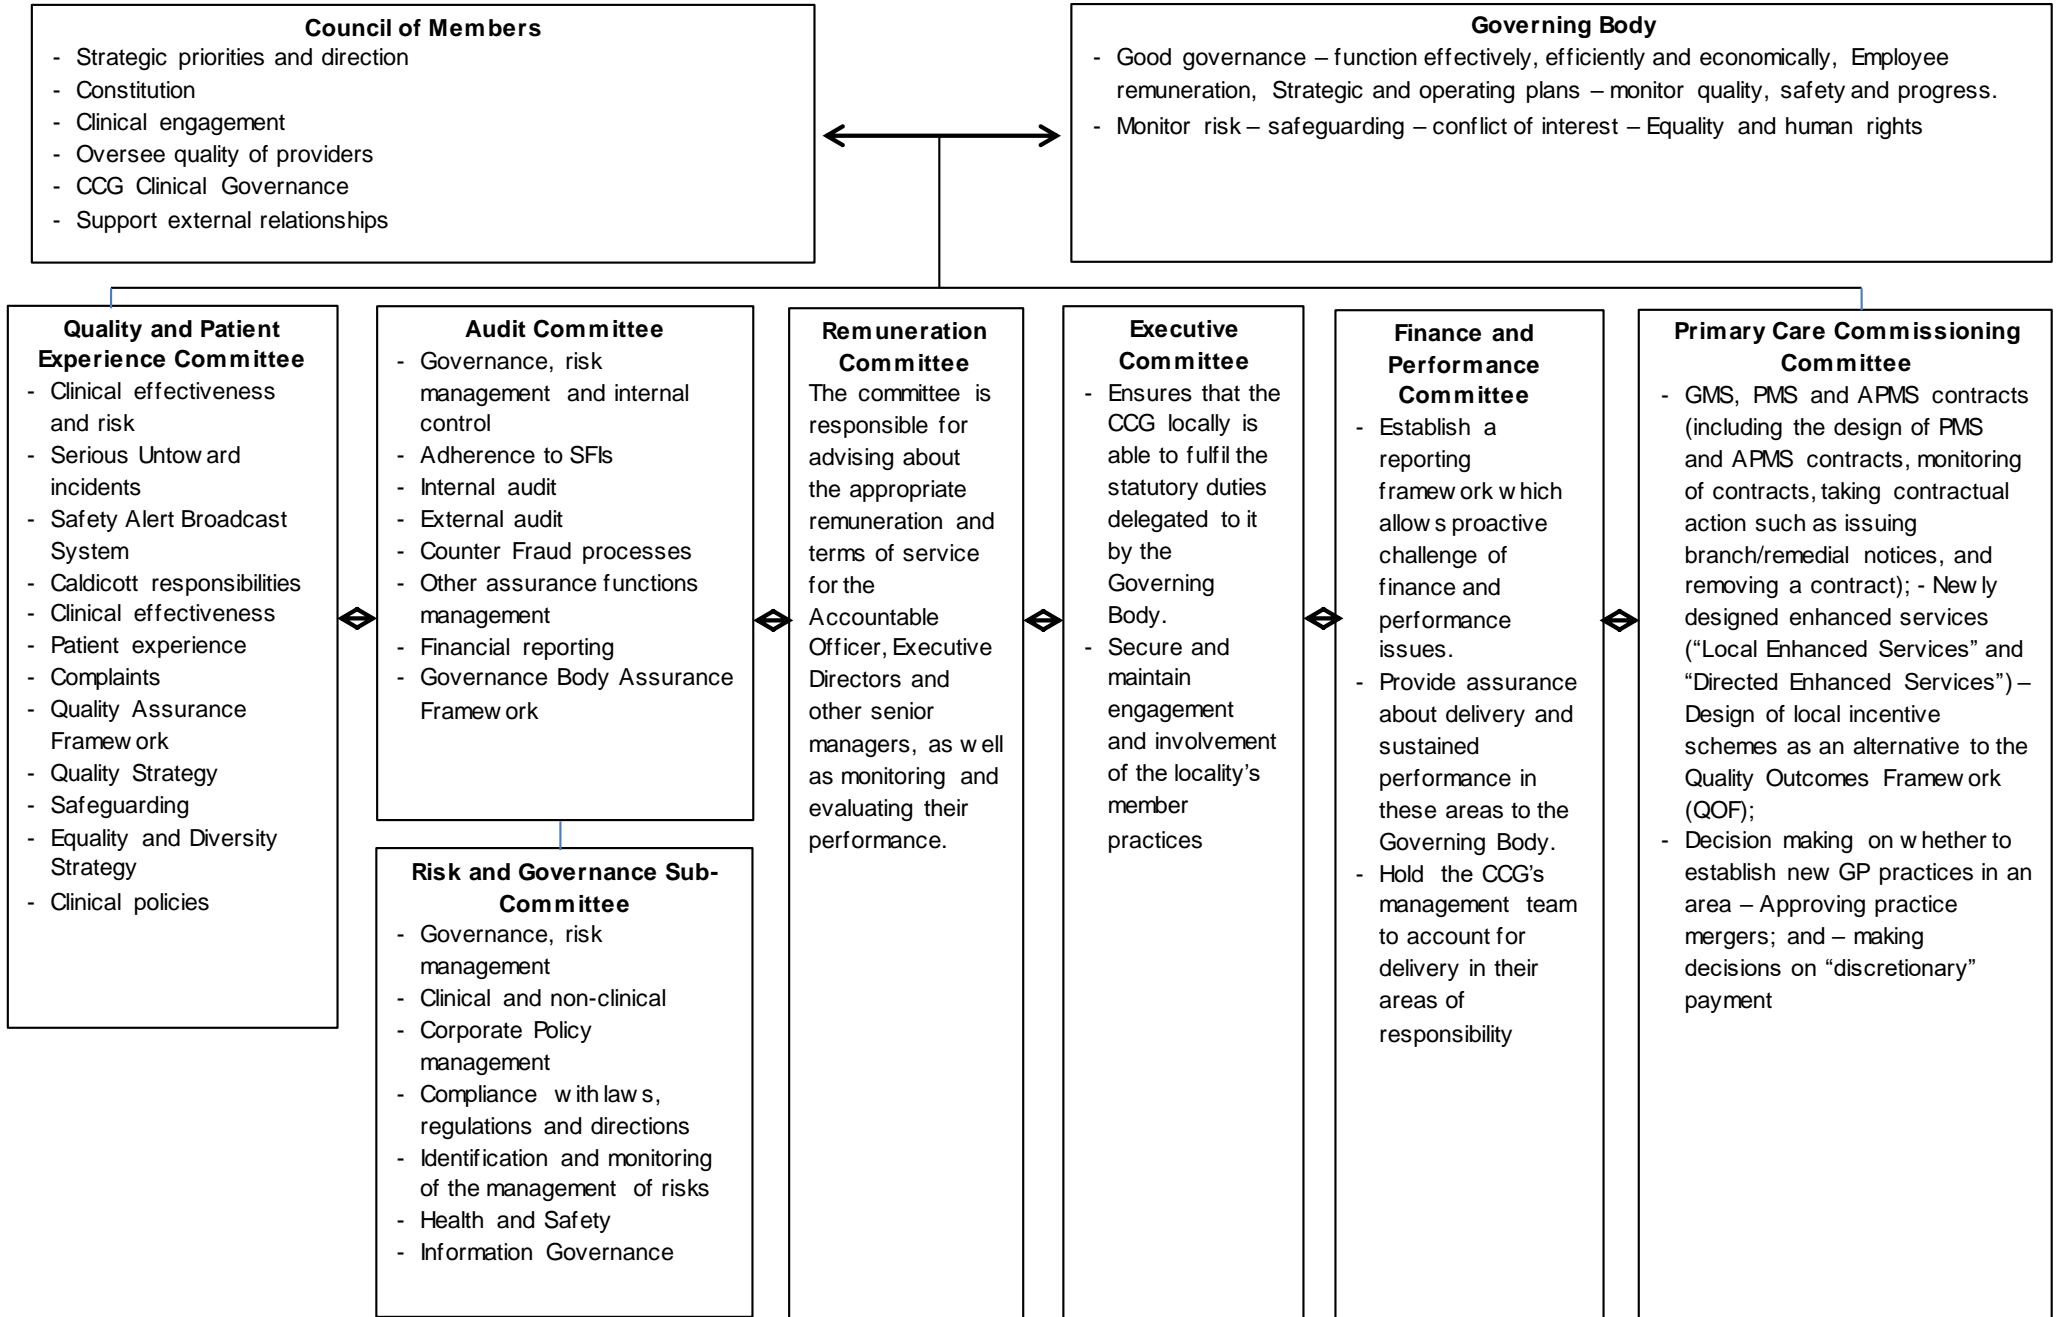 Council of Members
- Strategic priorities and direction
- Constitution
- Clinical engagement
- Oversee quality of providers
- CCG Clinical Governance
- Support external relationships
Governing Body
- Good governance – function effectively, efficiently and economically, Employee
remuneration, Strategic and operating plans – monitor quality, safety and progress.
- Monitor risk – safeguarding – conflict of interest – Equality and human rights
Quality and Patient
Experience Committee
- Clinical effectiveness
and risk
- Serious Untoward
incidents
- Safety Alert Broadcast
System
- Caldicott responsibilities
- Clinical effectiveness
- Patient experience
- Complaints
- Quality Assurance
Framework
- Quality Strategy
- Safeguarding
- Equality and Diversity
Strategy
- Clinical policies
Audit Committee
- Governance, risk
management and internal
control
- Adherence to SFIs
- Internal audit
- External audit
- Counter Fraud processes
- Other assurance functions
management
- Financial reporting
- Governance Body Assurance
Framework
Risk and Governance Sub-
Committee
- Governance, risk
management
- Clinical and non-clinical
- Corporate Policy
management
- Compliance with laws,
regulations and directions
- Identification and monitoring
of the management of risks
- Health and Safety
- Information Governance
Remuneration
Committee
The committee is
responsible for
advising about
the appropriate
remuneration and
terms of service
for the
Accountable
Officer, Executive
Directors and
other senior
managers, as well
as monitoring and
evaluating their
performance.
Executive
Committee
- Ensures that the
CCG locally is
able to fulfil the
statutory duties
delegated to it
by the
Governing
Body.
- Secure and
maintain
engagement
and involvement
of the locality's
member
practices
Finance and
Performance
Committee
- Establish a
reporting
framework which
allows proactive
challenge of
finance and
performance
issues.
- Provide assurance
about delivery and
sustained
performance in
these areas to the
Governing Body.
- Hold the CCG's
management team
to account for
delivery in their
areas of
responsibility
Primary Care Commissioning
Committee
- GMS, PMS and APMS contracts
(including the design of PMS
and APMS contracts, monitoring
of contracts, taking contractual
action such as issuing
branch/remedial notices, and
removing a contract); - Newly
designed enhanced services
(“Local Enhanced Services” and
“Directed Enhanced Services”) –
Design of local incentive
schemes as an alternative to the
Quality Outcomes Framework
(QOF);
- Decision making on whether to
establish new GP practices in an
area – Approving practice
mergers; and – making
decisions on “discretionary”
payment